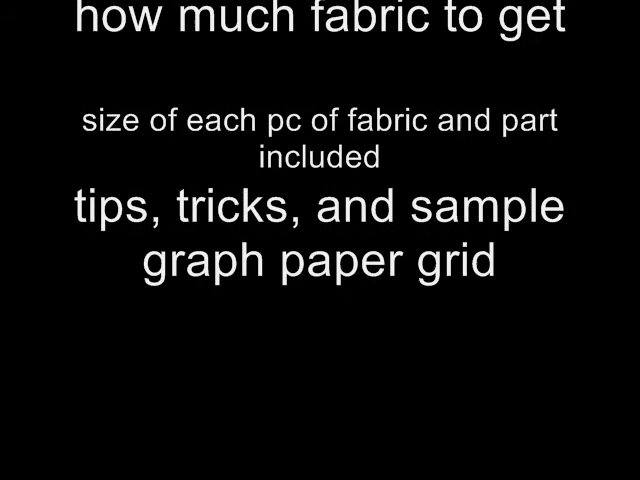 how much fabric to get
size of each pc of fabric and part
included
tips, tricks, and sample
graph paper grid